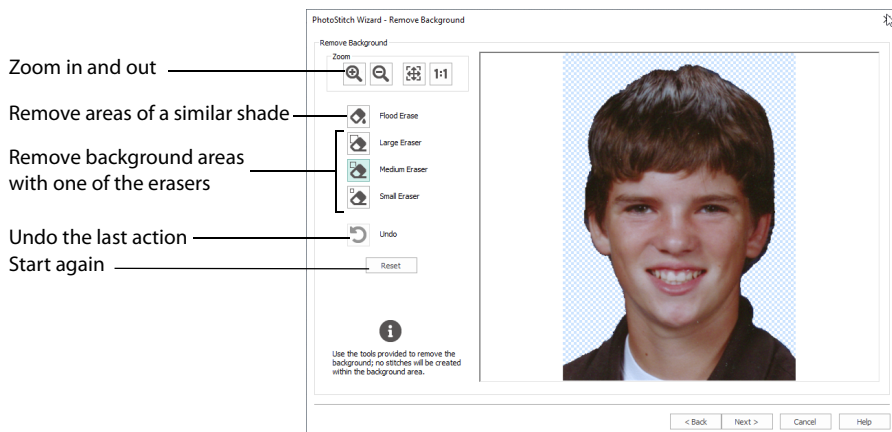 PhotoStitch Wizard - Remove Background
Remove Background
Zoom
Zoom in and out
1:1
Remove areas of a similar shade
Flood Erase
Large Eraser
Remove background areas
with one of the erasers
Medium Eraser
Small Eraser
Undo the last action
Undo
Start again
Reset
Use the tools provided to remove the
background; no stitches will be created
within the background area.
< Back
Next >
Cancel
Help